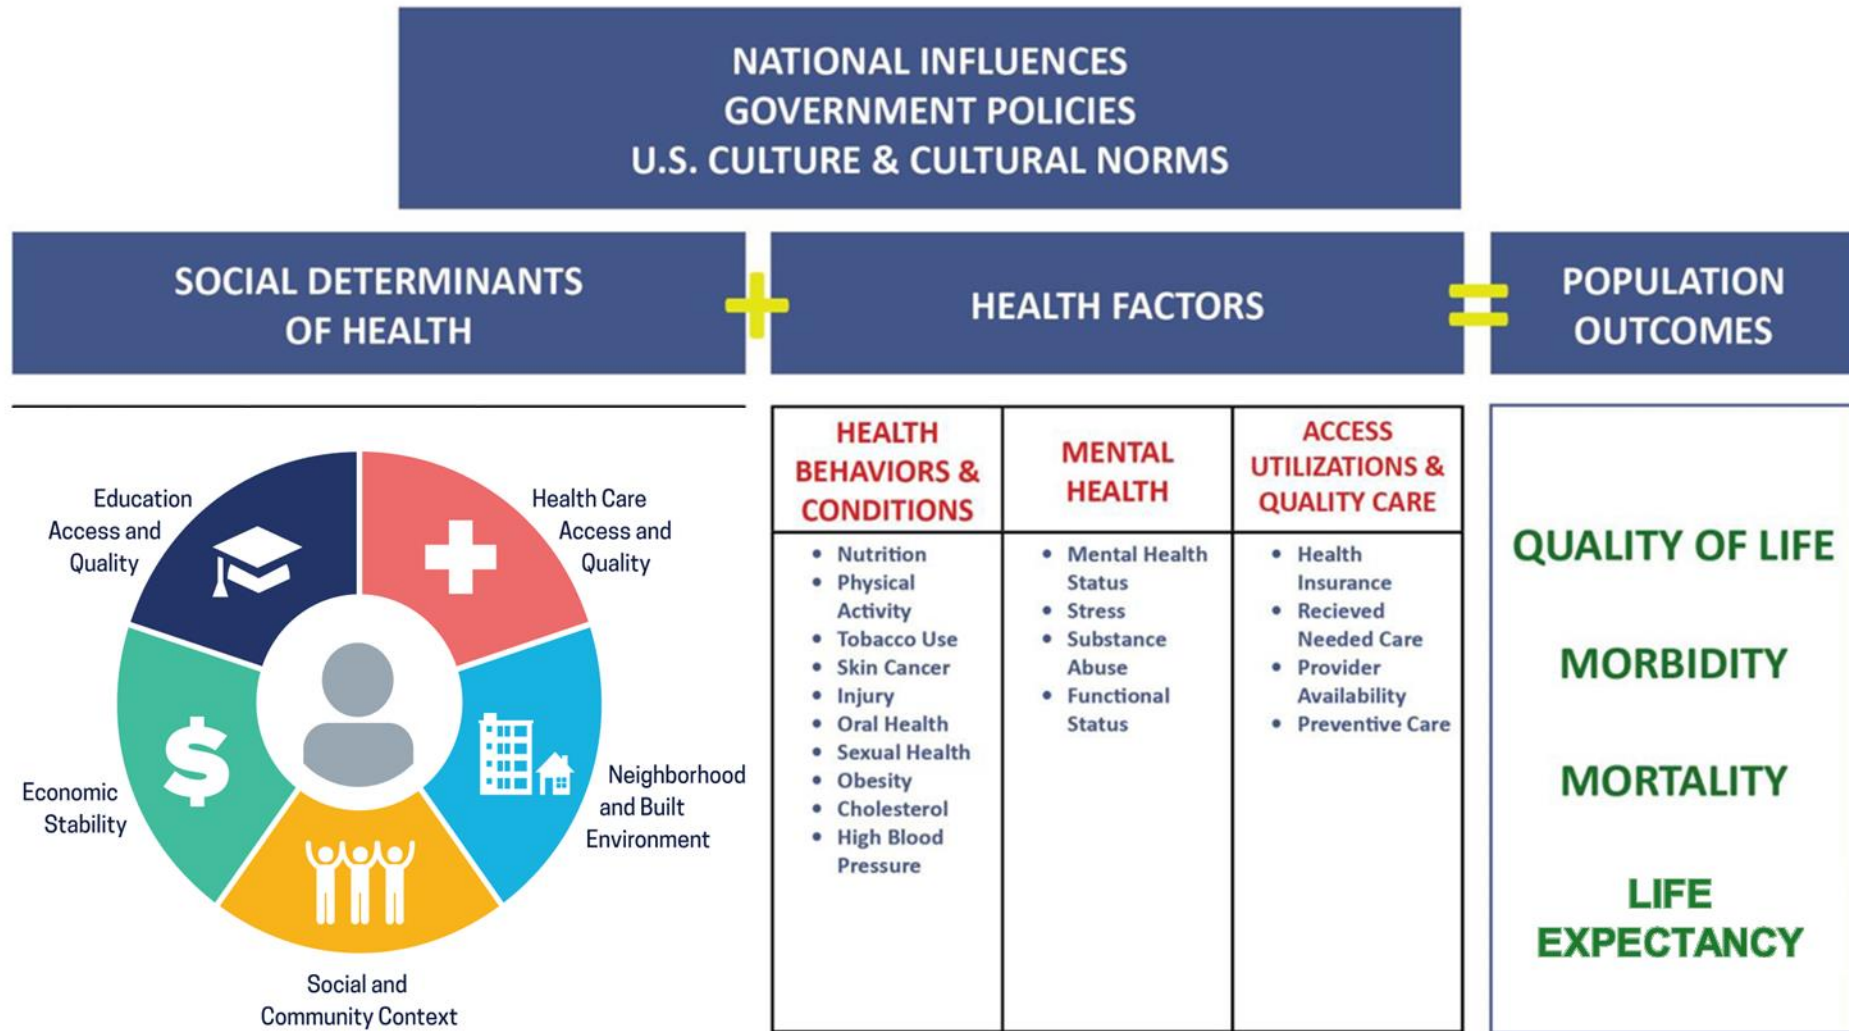 NATIONAL INFLUENCES
GOVERNMENT POLICIES
U.S. CULTURE & CULTURAL NORMS
SOCIAL DETERMINANTS
OF HEALTH
+
HEALTH FACTORS
=
POPULATION
OUTCOMES
Education
Access and
Quality
Health Care
Access and
Quality
$
Economic
Stability
Neighborhood
and Built
Environment
Social and
Community Context
HEALTH
BEHAVIORS &
CONDITIONS
• Nutrition
• Physical
Activity
• Tobacco Use
• Skin Cancer
• Injury
• Oral Health
• Sexual Health
• Obesity
• Cholesterol
• High Blood
Pressure
MENTAL
HEALTH
• Mental Health
Status
• Stress
• Substance
Abuse
• Functional
Status
ACCESS
UTILIZATIONS &
QUALITY CARE
• Health
Insurance
• Recieved
Needed Care
• Provider
Availability
• Preventive Care
QUALITY OF LIFE
MORBIDITY
MORTALITY
LIFE
EXPECTANCY